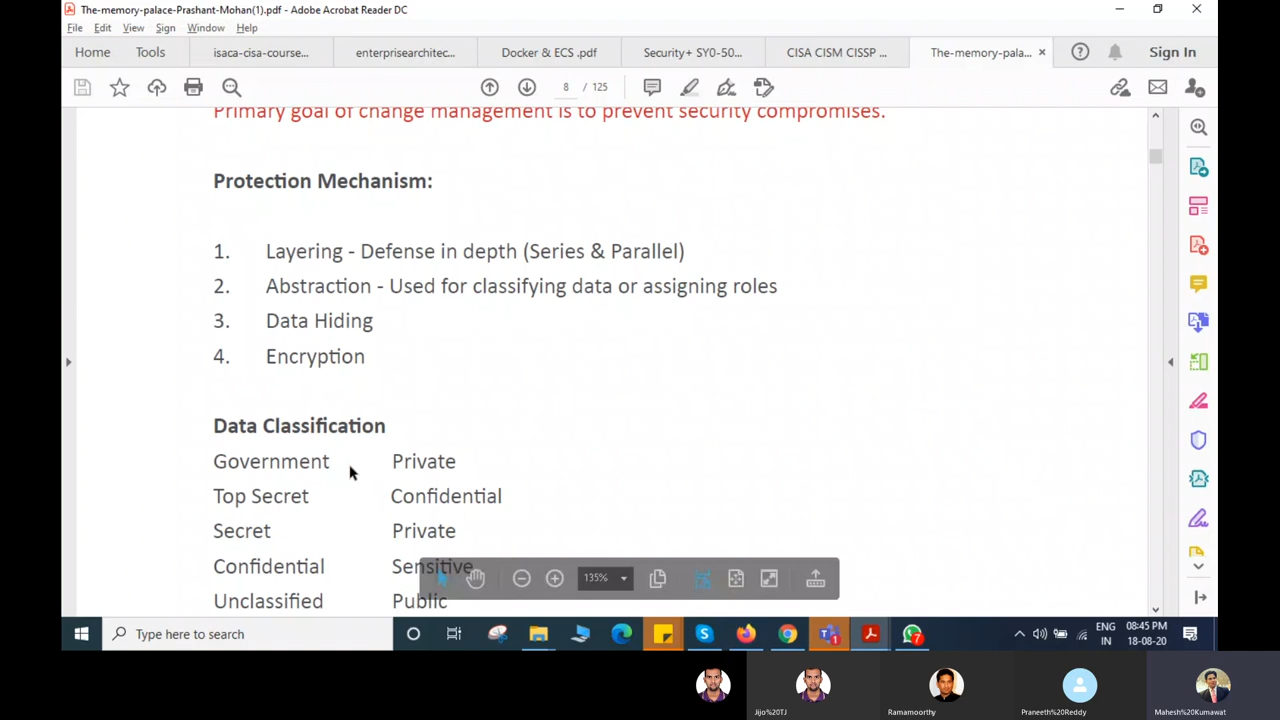 The-memory-palace-Prashant-Mohan(1).pdf - Adobe Acrobat Reader DC
File Edit View Sign Window Help
Home Tools isaca-cisa-course... enterprisearchitec... Docker & ECS .pdf Security+ SY0-50... CISA CISM CISSP ... The-memory-pala... Sign In
8 / 125
Primary goal of change management is to prevent security compromises.
Protection Mechanism:
1. Layering - Defense in depth (Series & Parallel)
2. Abstraction - Used for classifying data or assigning roles
3. Data Hiding
4. Encryption
Data Classification
Government Private
Top Secret Confidential
Secret Private
Confidential Sensitive
135%
Unclassified Public
Type here to search
ENG 08:45 PM
IN 18-08-20
1
7
Jijo%20TJ Ramamoorthy Praneeth%20Reddy Mahesh%20Kumawat